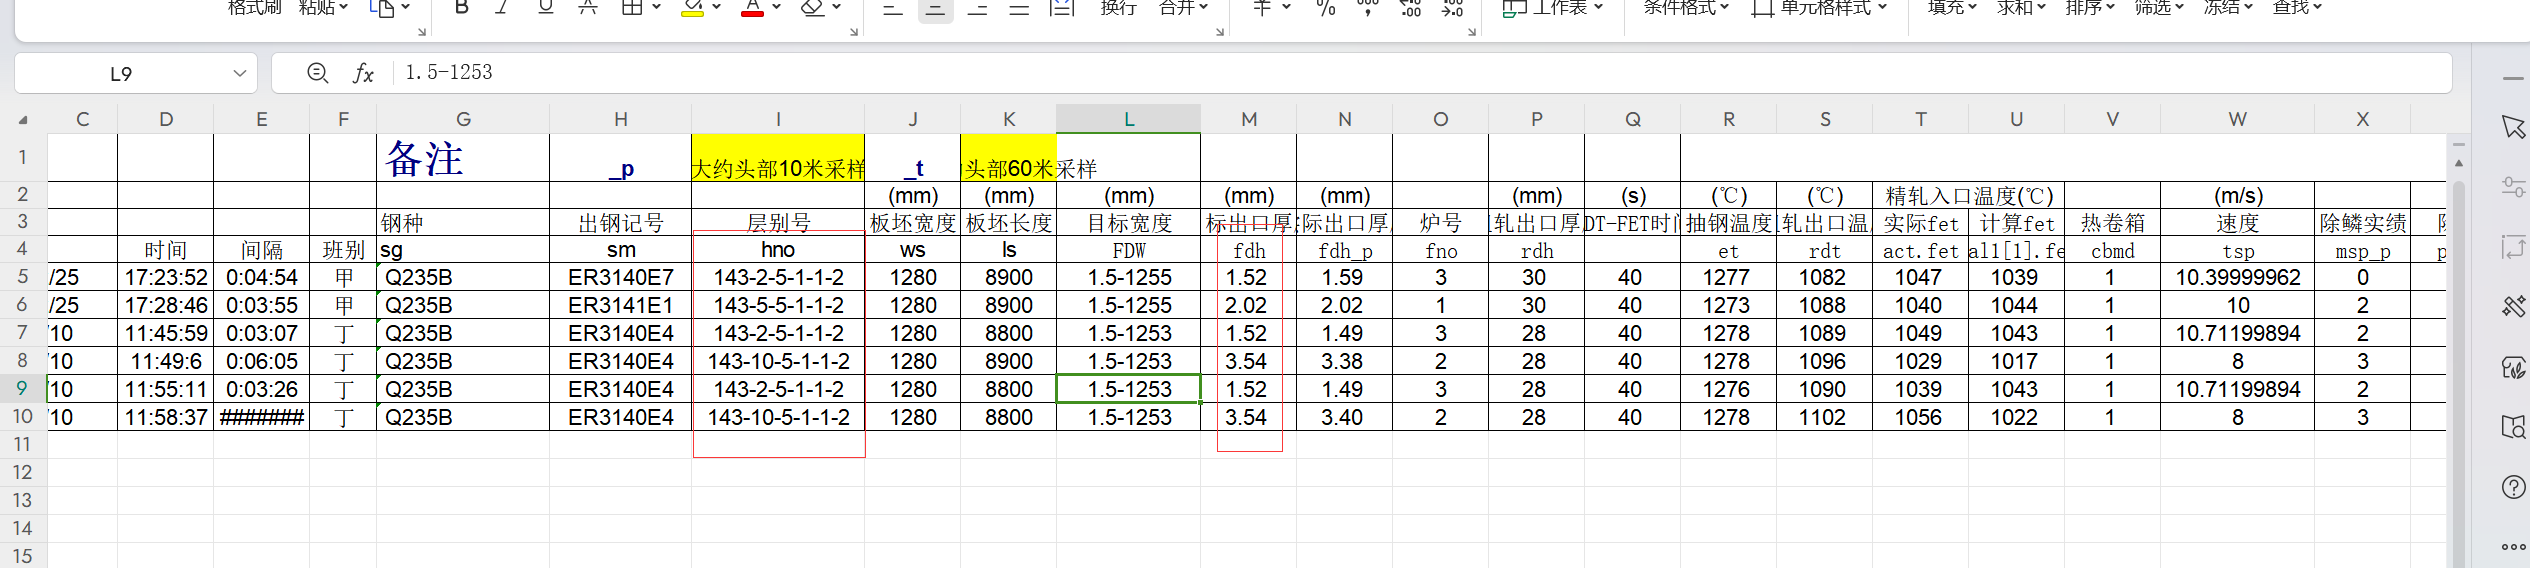 格式刷 粘贴 B I U A 田 A 换行 合并 % 工作表 条件格式 单元格样式 填充 求和 排序 筛选 冻结 查找
L9 fx 1.5-1253
C D E F G H I J K L M N O P Q R S T U V W X
1 备注 _p 大约头部10米采样 _t 头部60米采样
2 (mm) (mm) (mm) (mm) (mm) (mm) (s) (℃) (℃) 精轧入口温度(℃) (m/s)
3 钢种 出钢记号 层别号 板坯宽度 板坯长度 目标宽度 标出口厚 际出口厚 炉号 轧出口厚 DT-FET时 抽钢温度 轧出口温 实际fet 计算fet 热卷箱 速度 除鳞实绩
4 时间 间隔 班别 sg sm hno ws ls FDW fdh fdh_p fno rdh et rdt act.fet al1[1].fe cbmd tsp msp_p p
5 /25 17:23:52 0:04:54 甲 Q235B ER3140E7 143-2-5-1-1-2 1280 8900 1.5-1255 1.52 1.59 3 30 40 1277 1082 1047 1039 1 10.39999962 0
6 /25 17:28:46 0:03:55 甲 Q235B ER3141E1 143-5-5-1-1-2 1280 8900 1.5-1255 2.02 2.02 1 30 40 1273 1088 1040 1044 1 10 2
7 /10 11:45:59 0:03:07 丁 Q235B ER3140E4 143-2-5-1-1-2 1280 8800 1.5-1253 1.52 1.49 3 28 40 1278 1089 1049 1043 1 10.71199894 2
8 /10 11:49:6 0:06:05 丁 Q235B ER3140E4 143-10-5-1-1-2 1280 8900 1.5-1253 3.54 3.38 2 28 40 1278 1096 1029 1017 1 8 3
9 /10 11:55:11 0:03:26 丁 Q235B ER3140E4 143-2-5-1-1-2 1280 8800 1.5-1253 1.52 1.49 3 28 40 1276 1090 1039 1043 1 10.71199894 2
10 /10 11:58:37 ####### 丁 Q235B ER3140E4 143-10-5-1-1-2 1280 8800 1.5-1253 3.54 3.40 2 28 40 1278 1102 1056 1022 1 8 3
11
12
13
14
15